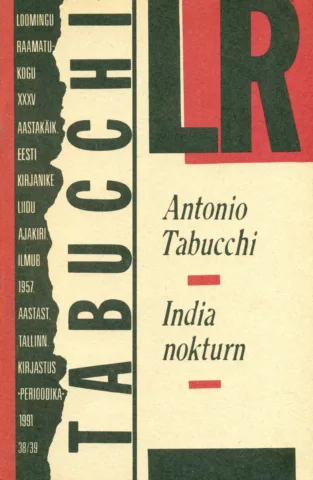 LOOMINGU
RAAMATU-
KOGU
XXXV
AASTAKÄIK.
EESTI
KIRJANIKE
LIIDU
AJAKIRI
ILMUB
1957.
AASTAST.
TALLINN.
KIRJASTUS
«PERIOODIKA»
1991
38/39
TABUCCHI
LR
Antonio
Tabucchi
India
nokturn